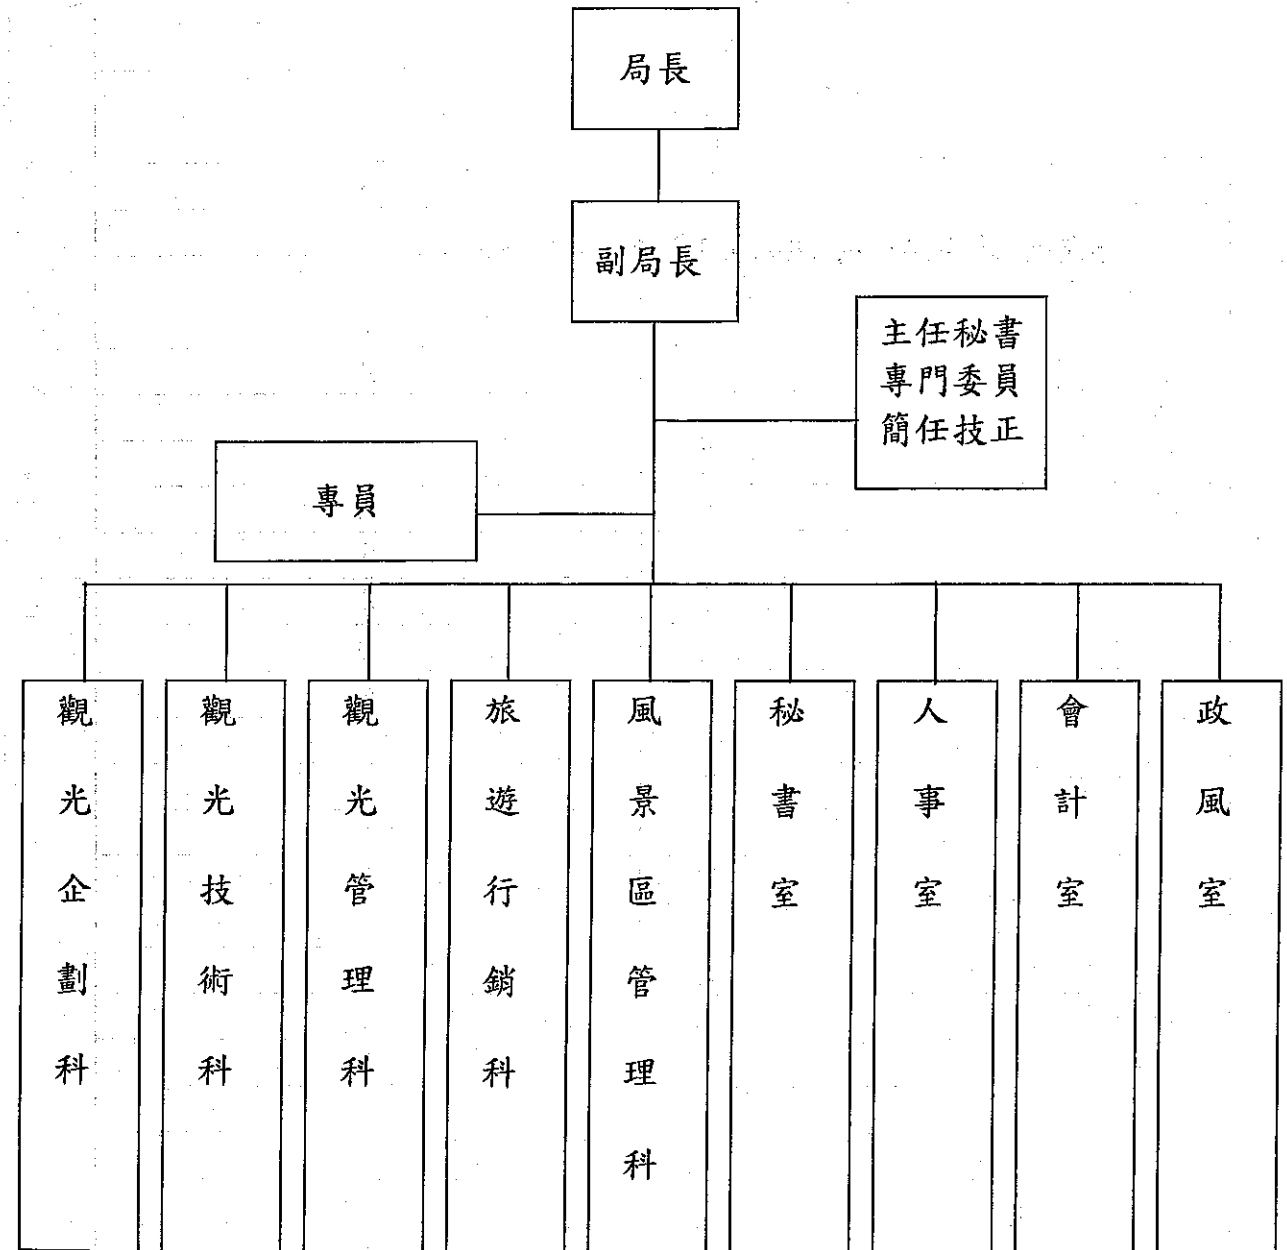 局長
副局長
主任秘書
專門委員
簡任技正
專員
觀光企劃科
觀光技術科
觀光管理科
旅遊行銷科
風景區管理科
秘書室
人事室
會計室
政風室